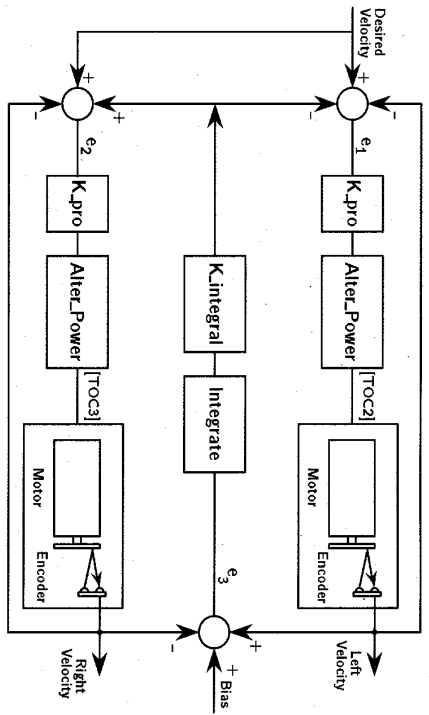 Desired
Velocity
+
-
+
-
e1
K_pro
Alter_Power
[TOC2]
Motor
Encoder
Left
Velocity
K_integral
Integrate
e3
+
-
+ Bias
+
+
-
e2
K_pro
Alter_Power
[TOC3]
Motor
Encoder
Right
Velocity